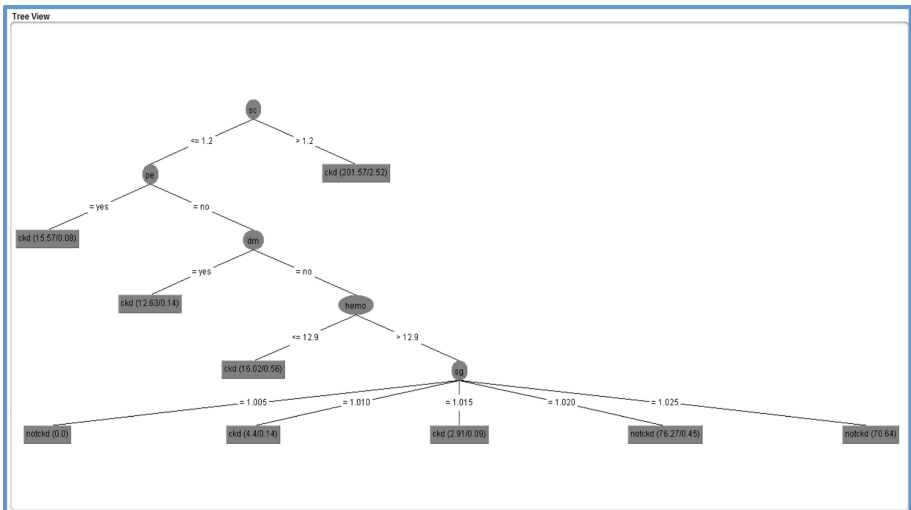 Tree View
sc
<= 1.2
> 1.2
pe
ckd (201.57/2.52)
= yes
= no
ckd (15.57/0.08)
dm
= yes
= no
ckd (12.63/0.14)
hemo
<= 12.9
> 12.9
ckd (16.02/0.56)
sg
= 1.005
= 1.010
= 1.015
= 1.020
= 1.025
notckd (0.0)
ckd (4.4/0.14)
ckd (2.91/0.09)
notckd (76.27/0.45)
notckd (70.64)